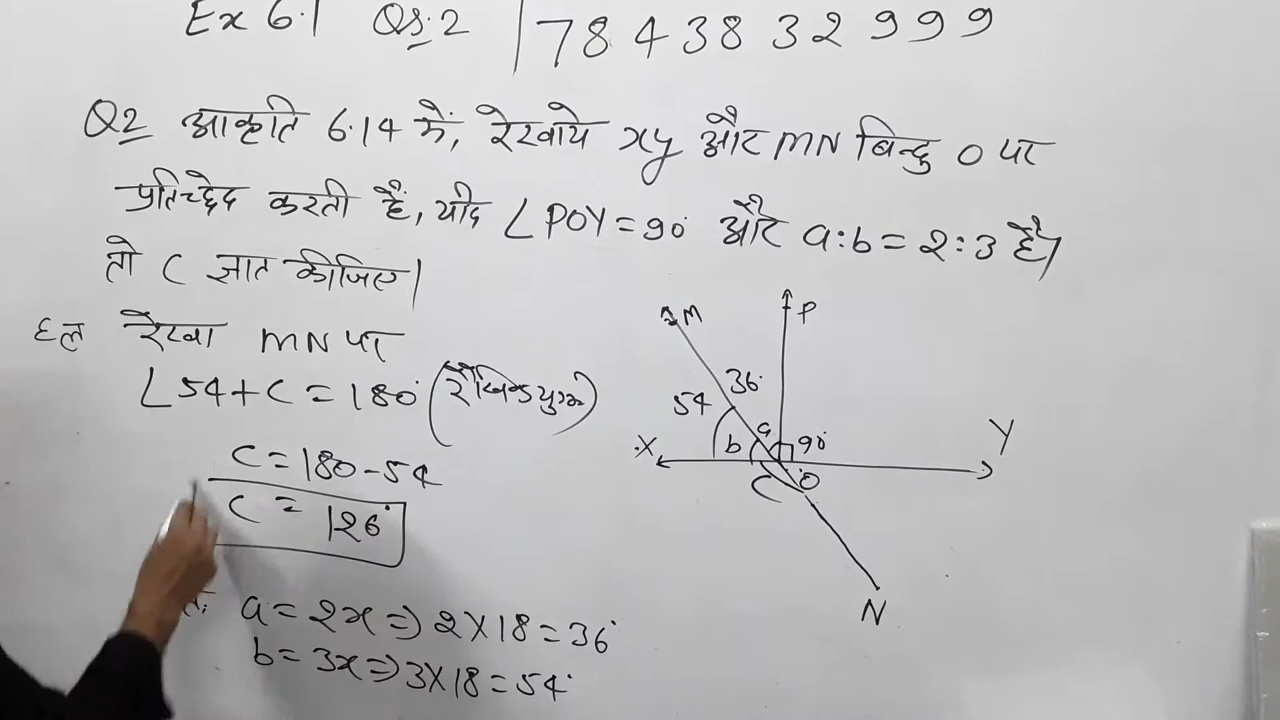 Ex 6.1 Qs.2 | 78 4 38 32 999
Q2 आकृति 6.14 में, रेखाये xy और MN बिन्दु O पर
प्रतिच्छेद करती हैं, यदि ∠POY = 90° और a:b = 2:3 है।
तो C ज्ञात कीजिए।
हल रेखा MN पर
∠54 + C = 180° (रैखिक युग्म)
C = 180 - 54
C = 126°
a = 2x => 2 X 18 = 36°
b = 3x => 3 X 18 = 54°
M
P
36°
54
a
X
b
90°
Y
C
O
N